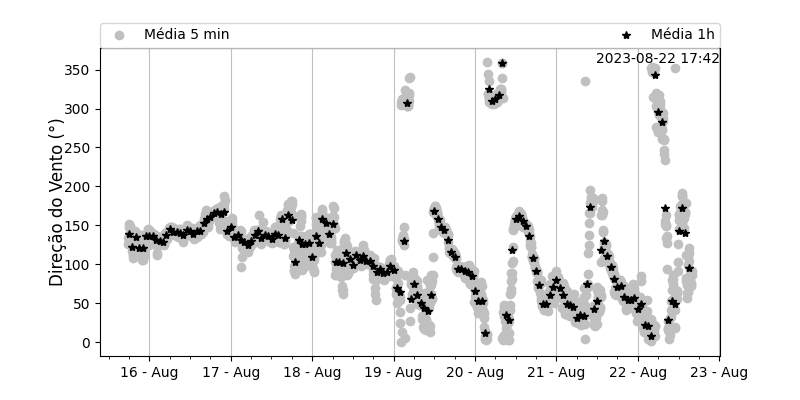 Média 5 min
Média 1h
2023-08-22 17:42
Direção do Vento (°)
350
300
250
200
150
100
50
0
16 - Aug
17 - Aug
18 - Aug
19 - Aug
20 - Aug
21 - Aug
22 - Aug
23 - Aug